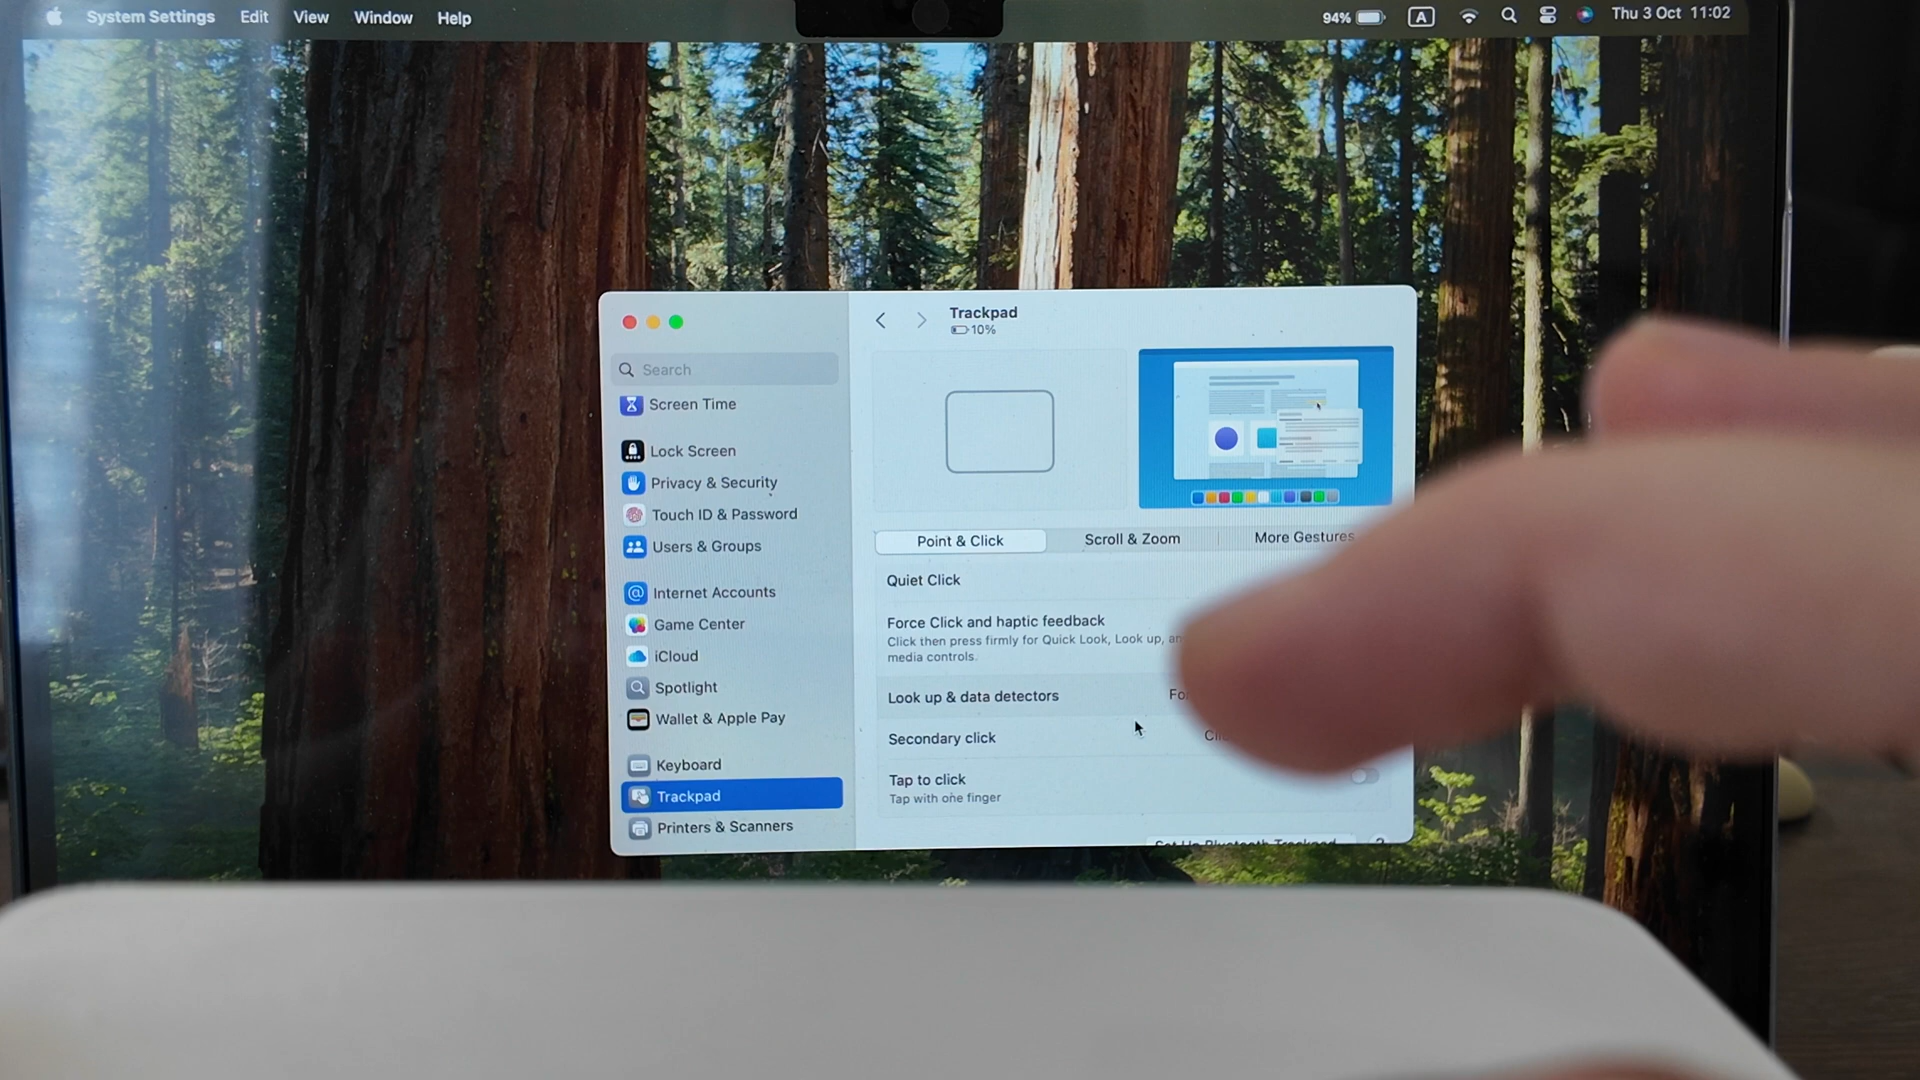 System Settings Edit View Window Help
94% A Thu 3 Oct 11:02
Trackpad
10%
Search
Screen Time
Lock Screen
Privacy & Security
Touch ID & Password
Users & Groups
Internet Accounts
Game Center
iCloud
Spotlight
Wallet & Apple Pay
Keyboard
Trackpad
Printers & Scanners
Point & Click Scroll & Zoom More Gestures
Quiet Click
Force Click and haptic feedback
Click then press firmly for Quick Look, Look up,
media controls.
Look up & data detectors
Secondary click
Tap to click
Tap with one finger
Set Up Bluetooth Trackpad... ?